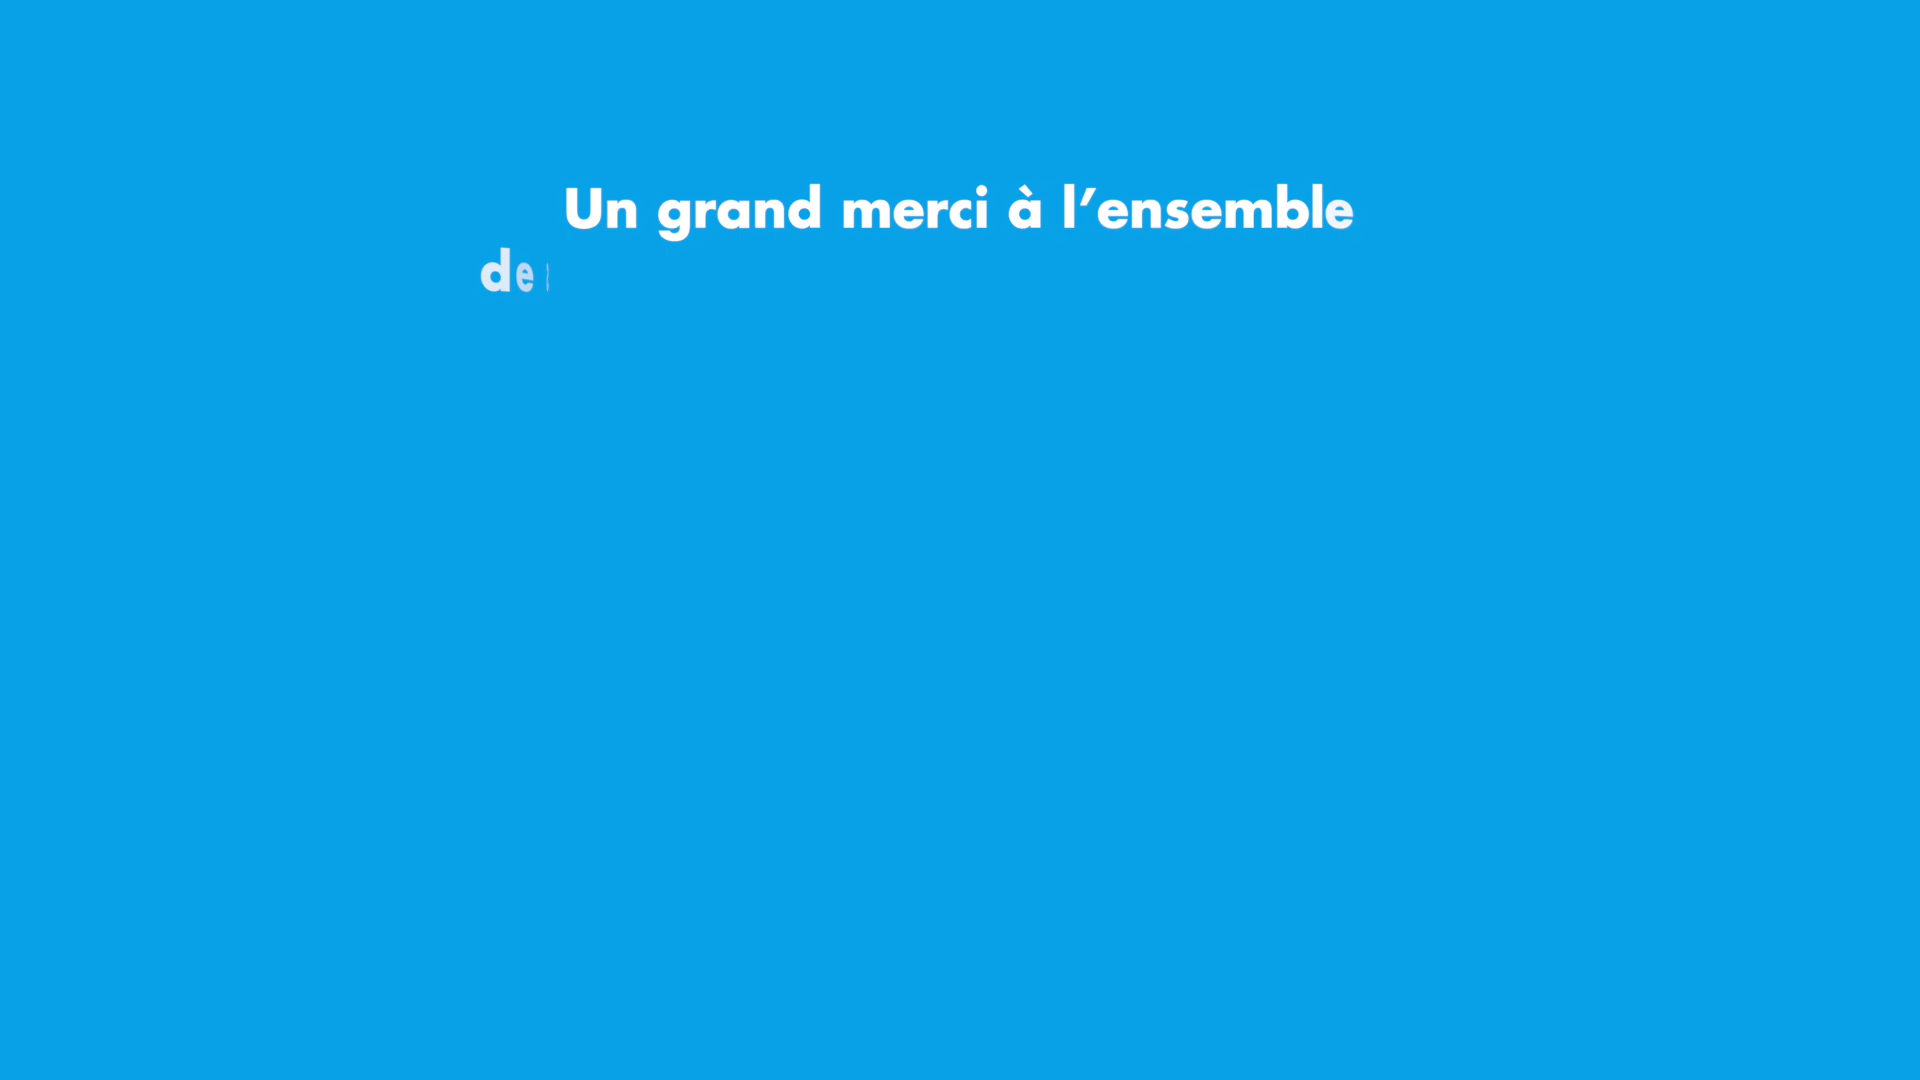 Un grand merci à l’ensemble
de